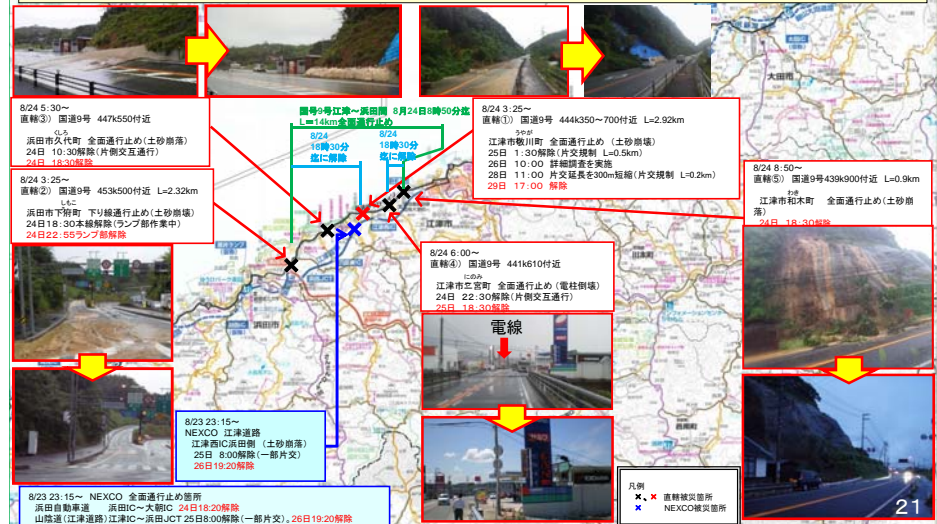 8/24 5:30～
直轄③） 国道9号　447k550付近
くしろ
浜田市久代町 全面通行止め(土砂崩落)
24日 10:30解除(片側交互通行)
24日 18:30解除
国号9号江津～浜田間　8月24日8時50分迄
L=14km全面通行止め
8/24
18時30分
迄に解除
8/24
18時30分
迄に解除
8/24 3:25～
直轄①） 国道9号　444k350～700付近 L=2.92km
うやが
江津市敬川町 全面通行止め (土砂崩壊)
25日 1:30解除(片交規制 L=0.5km)
26日 10:00 詳細調査を実施
28日 11:00 片交延長を300m短縮(片交規制 L=0.2km)
29日 17:00 解除
8/24 3:25～
直轄②） 国道9号　453k500付近 L=2.32km
しもこ
浜田市下府町 下り線通行止め(土砂崩壊)
24日18:30本線解除(ランプ部作業中)
24日22:55ランプ部解除
8/24 8:50～
直轄⑤）国道9号439k900付近 L=0.9km
わき
江津市和木町　全面通行止め(土砂崩
落)
24日 18:30解除
8/24 6:00～
直轄④） 国道9号　441k610付近
にのみ
江津市二宮町 全面通行止め (電柱倒壊)
24日 22:30解除(片側交互通行)
25日 18:30解除
大田市
江津市
浜田市
電線
8/23 23:15～
NEXCO 江津道路
江津西IC浜田側 (土砂崩落)
25日 8:00解除(一部片交)
26日19:20解除
8/23 23:15～ NEXCO 全面通行止め箇所
浜田自動車道　浜田IC～大朝IC 24日18:20解除
山陰道(江津道路)江津IC～浜田JCT 25日8:00解除(一部片交)。26日19:20解除
凡例
×、× 直轄被災箇所
× NEXCO被災箇所
21